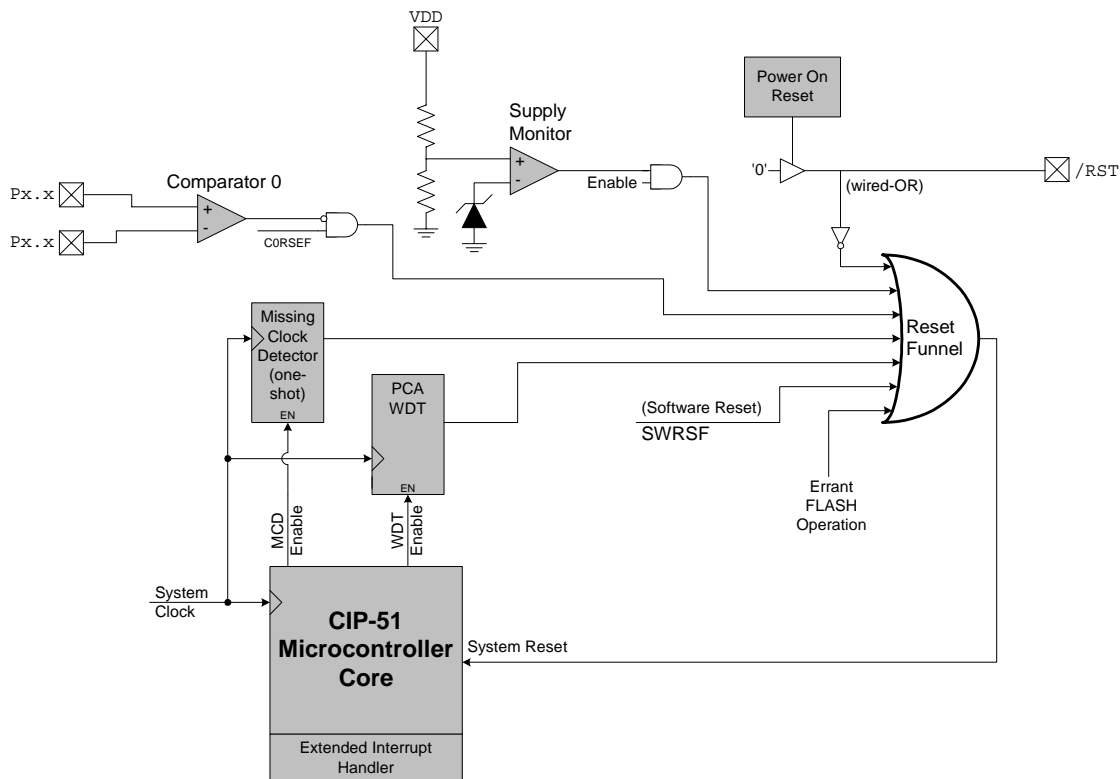 VDD
Power On
Reset
Supply
Monitor
+
-
Enable
'0'
/RST
(wired-OR)
Px.x
Px.x
Comparator 0
+
-
C0RSEF
Missing
Clock
Detector
(one-
shot)
EN
PCA
WDT
EN
(Software Reset)
SWRSF
Errant
FLASH
Operation
Reset
Funnel
MCD
Enable
WDT
Enable
System
Clock
CIP-51
Microcontroller
Core
System Reset
Extended Interrupt
Handler